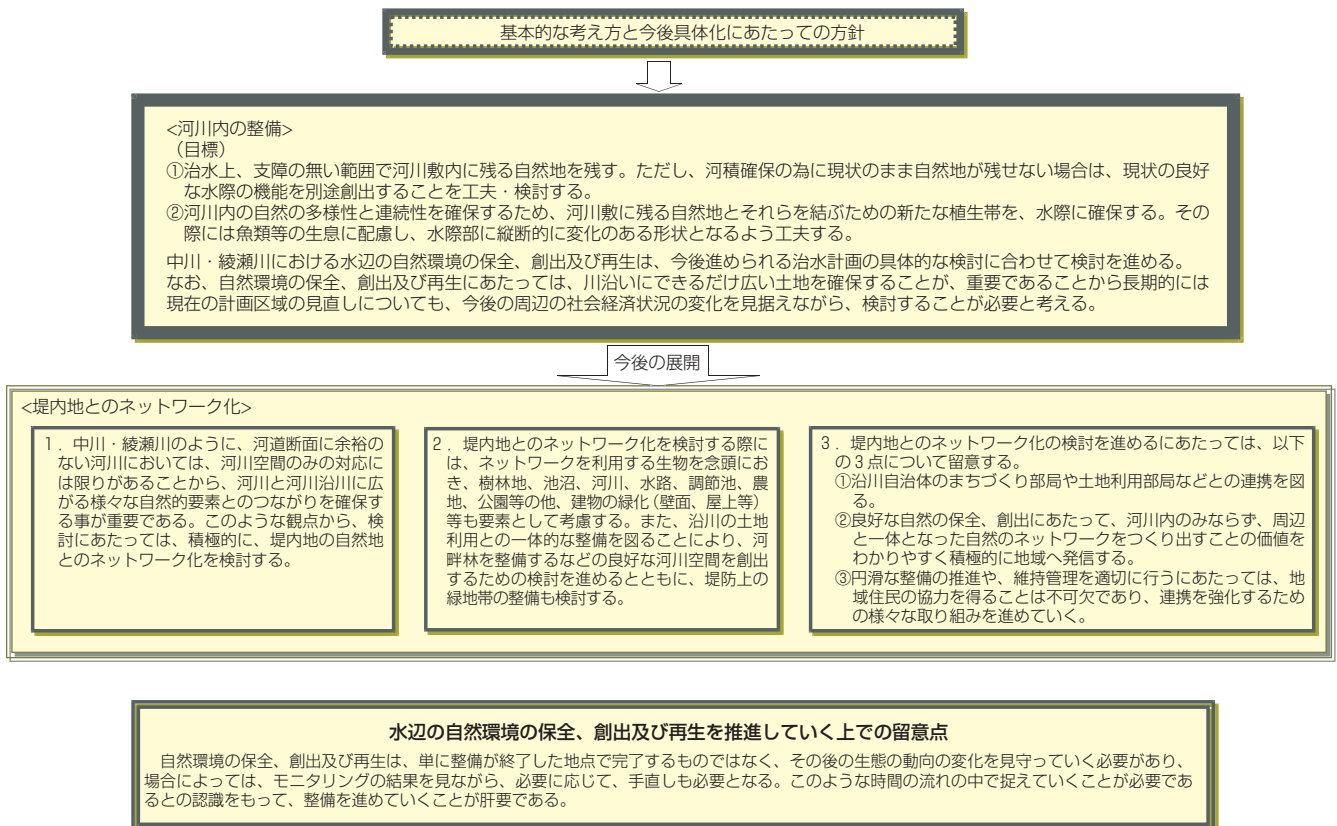 基本的な考え方と今後具体化にあたっての方針
<河川内の整備>
（目標）
①治水上、支障の無い範囲で河川敷内に残る自然地を残す。ただし、河積確保の為に現状のまま自然地が残せない場合は、現状の良好
な水際の機能を別途創出することを工夫・検討する。
②河川内の自然の多様性と連続性を確保するため、河川敷に残る自然地とそれらを結ぶための新たな植生帯を、水際に確保する。その
際には魚類等の生息に配慮し、水際部に縦断的に変化のある形状となるよう工夫する。
中川・綾瀬川における水辺の自然環境の保全、創出及び再生は、今後進められる治水計画の具体的な検討に合わせて検討を進める。
なお、自然環境の保全、創出及び再生にあたっては、川沿いにできるだけ広い土地を確保することが、重要であることから長期的には
現在の計画区域の見直しについても、今後の周辺の社会経済状況の変化を見据えながら、検討することが必要と考える。
今後の展開
<堤内地とのネットワーク化>
１．中川・綾瀬川のように、河道断面に余裕の
ない河川においては、河川空間のみの対応に
は限りがあることから、河川と河川沿川に広
がる様々な自然的要素とのつながりを確保す
る事が重要である。このような観点から、検
討にあたっては、積極的に、堤内地の自然地
とのネットワーク化を検討する。
２．堤内地とのネットワーク化を検討する際に
は、ネットワークを利用する生物を念頭にお
き、樹林地、池沼、河川、水路、調節池、農
地、公園等の他、建物の緑化（壁面、屋上等）
等も要素として考慮する。また、沿川の土地
利用との一体的な整備を図ることにより、河
畔林を整備するなどの良好な河川空間を創出
するための検討を進めるとともに、堤防上の
緑地帯の整備も検討する。
３．堤内地とのネットワーク化の検討を進めるにあたっては、以下
の３点について留意する。
①沿川自治体のまちづくり部局や土地利用部局などとの連携を図
る。
②良好な自然の保全、創出にあたって、河川内のみならず、周辺
と一体となった自然のネットワークをつくり出すことの価値を
わかりやすく積極的に地域へ発信する。
③円滑な整備の推進や、維持管理を適切に行うにあたっては、地
域住民の協力を得ることは不可欠であり、連携を強化するため
の様々な取り組みを進めていく。
水辺の自然環境の保全、創出及び再生を推進していく上での留意点
自然環境の保全、創出及び再生は、単に整備が終了した地点で完了するものではなく、その後の生態の動向の変化を見守っていく必要があり、
場合によっては、モニタリングの結果を見ながら、必要に応じて、手直しも必要となる。このような時間の流れの中で捉えていくことが必要であ
るとの認識をもって、整備を進めていくことが肝要である。